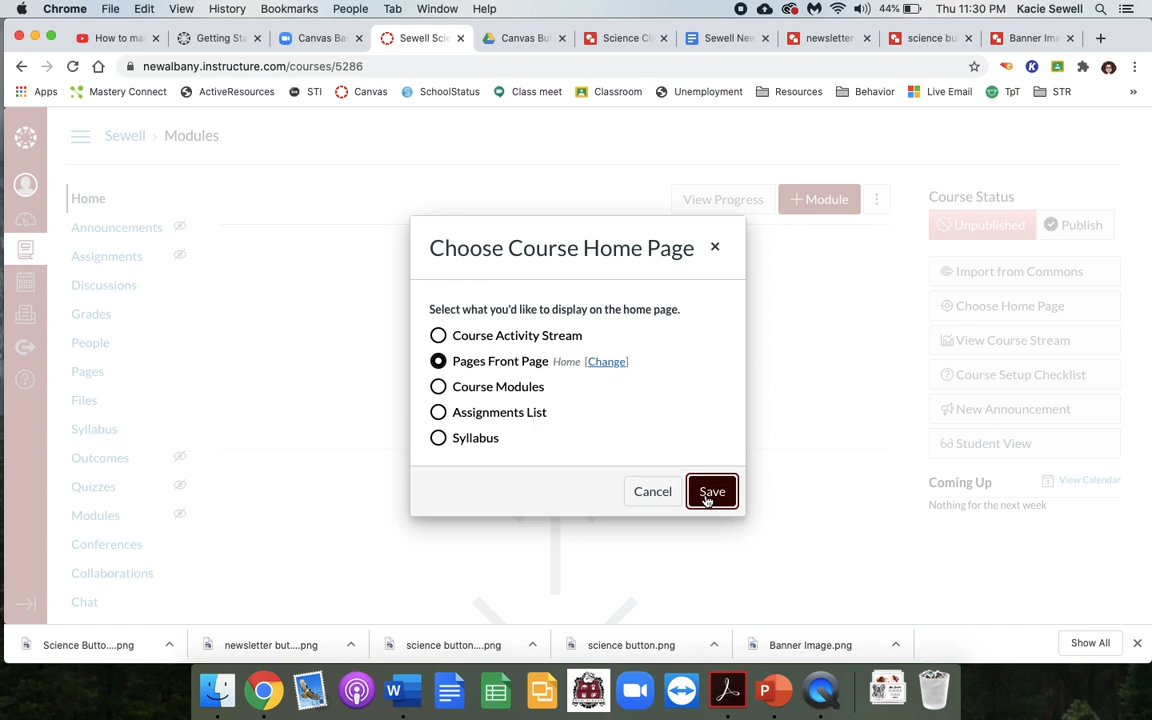 Chrome File Edit View History Bookmarks People Tab Window Help 44% Thu 11:30 PM Kacie Sewell
How to ma Getting Sta Canvas Bas Sewell Scie Canvas But Science Cl Sewell New newsletter science bu Banner Ima
newalbany.instructure.com/courses/5286
Apps Mastery Connect ActiveResources STI Canvas SchoolStatus Class meet Classroom Unemployment Resources Behavior Live Email TpT STR »
Sewell › Modules
Home
View Progress
+ Module
Course Status
Announcements
Unpublished
Publish
Assignments
Choose Course Home Page
Import from Commons
Discussions
Grades
Select what you'd like to display on the home page.
Choose Home Page
Course Activity Stream
People
View Course Stream
Pages Front Page Home [Change]
Pages
Course Setup Checklist
Course Modules
Files
Assignments List
New Announcement
Syllabus
Syllabus
Student View
Outcomes
Quizzes
Cancel
Save
Coming Up
View Calendar
Nothing for the next week
Modules
Conferences
Collaborations
Chat
Science Butto....png newsletter but....png science button....png science button.png Banner Image.png Show All